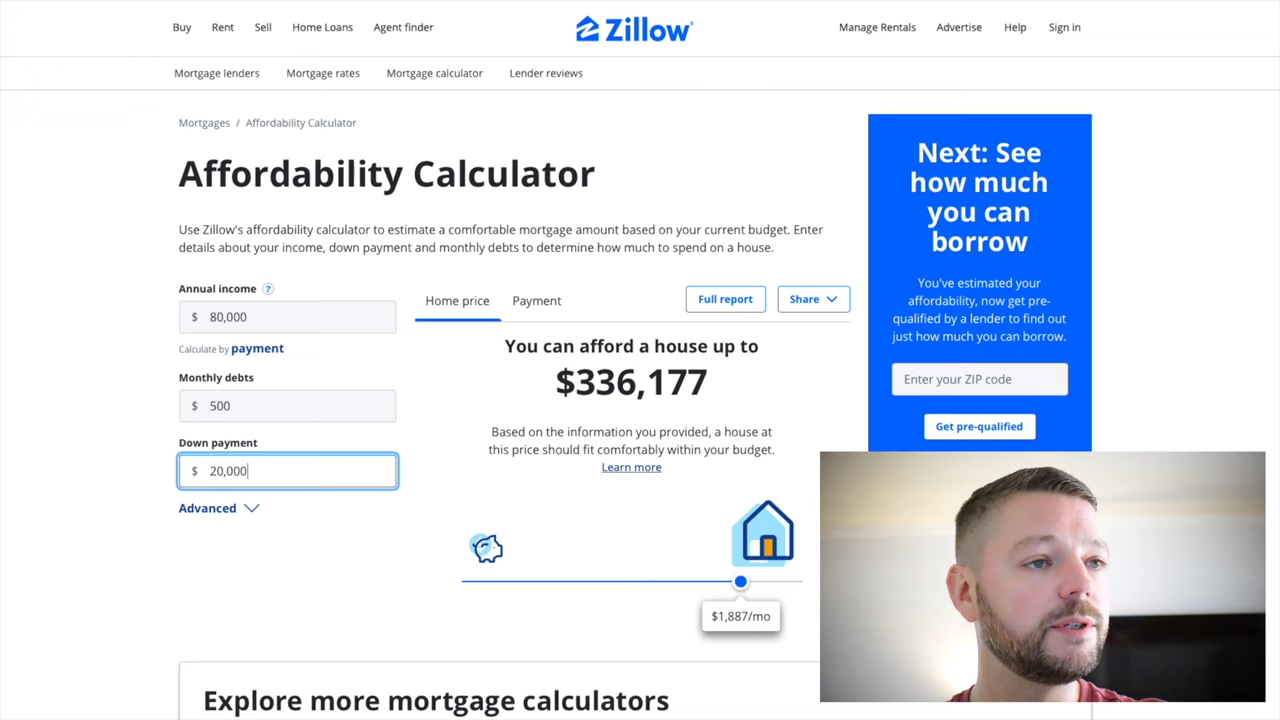 Buy Rent Sell Home Loans Agent finder Zillow Manage Rentals Advertise Help Sign in
Mortgage lenders Mortgage rates Mortgage calculator Lender reviews
Mortgages / Affordability Calculator
Affordability Calculator
Use Zillow's affordability calculator to estimate a comfortable mortgage amount based on your current budget. Enter
details about your income, down payment and monthly debts to determine how much to spend on a house.
Annual income ?
$ 80,000
Calculate by payment
Monthly debts
$ 500
Down payment
$ 20,000
Advanced
Home price Payment Full report Share
You can afford a house up to
$336,177
Based on the information you provided, a house at
this price should fit comfortably within your budget.
Learn more
$1,887/mo
Next: See
how much
you can
borrow
You've estimated your
affordability, now get pre-
qualified by a lender to find out
just how much you can borrow.
Enter your ZIP code
Get pre-qualified
Explore more mortgage calculators